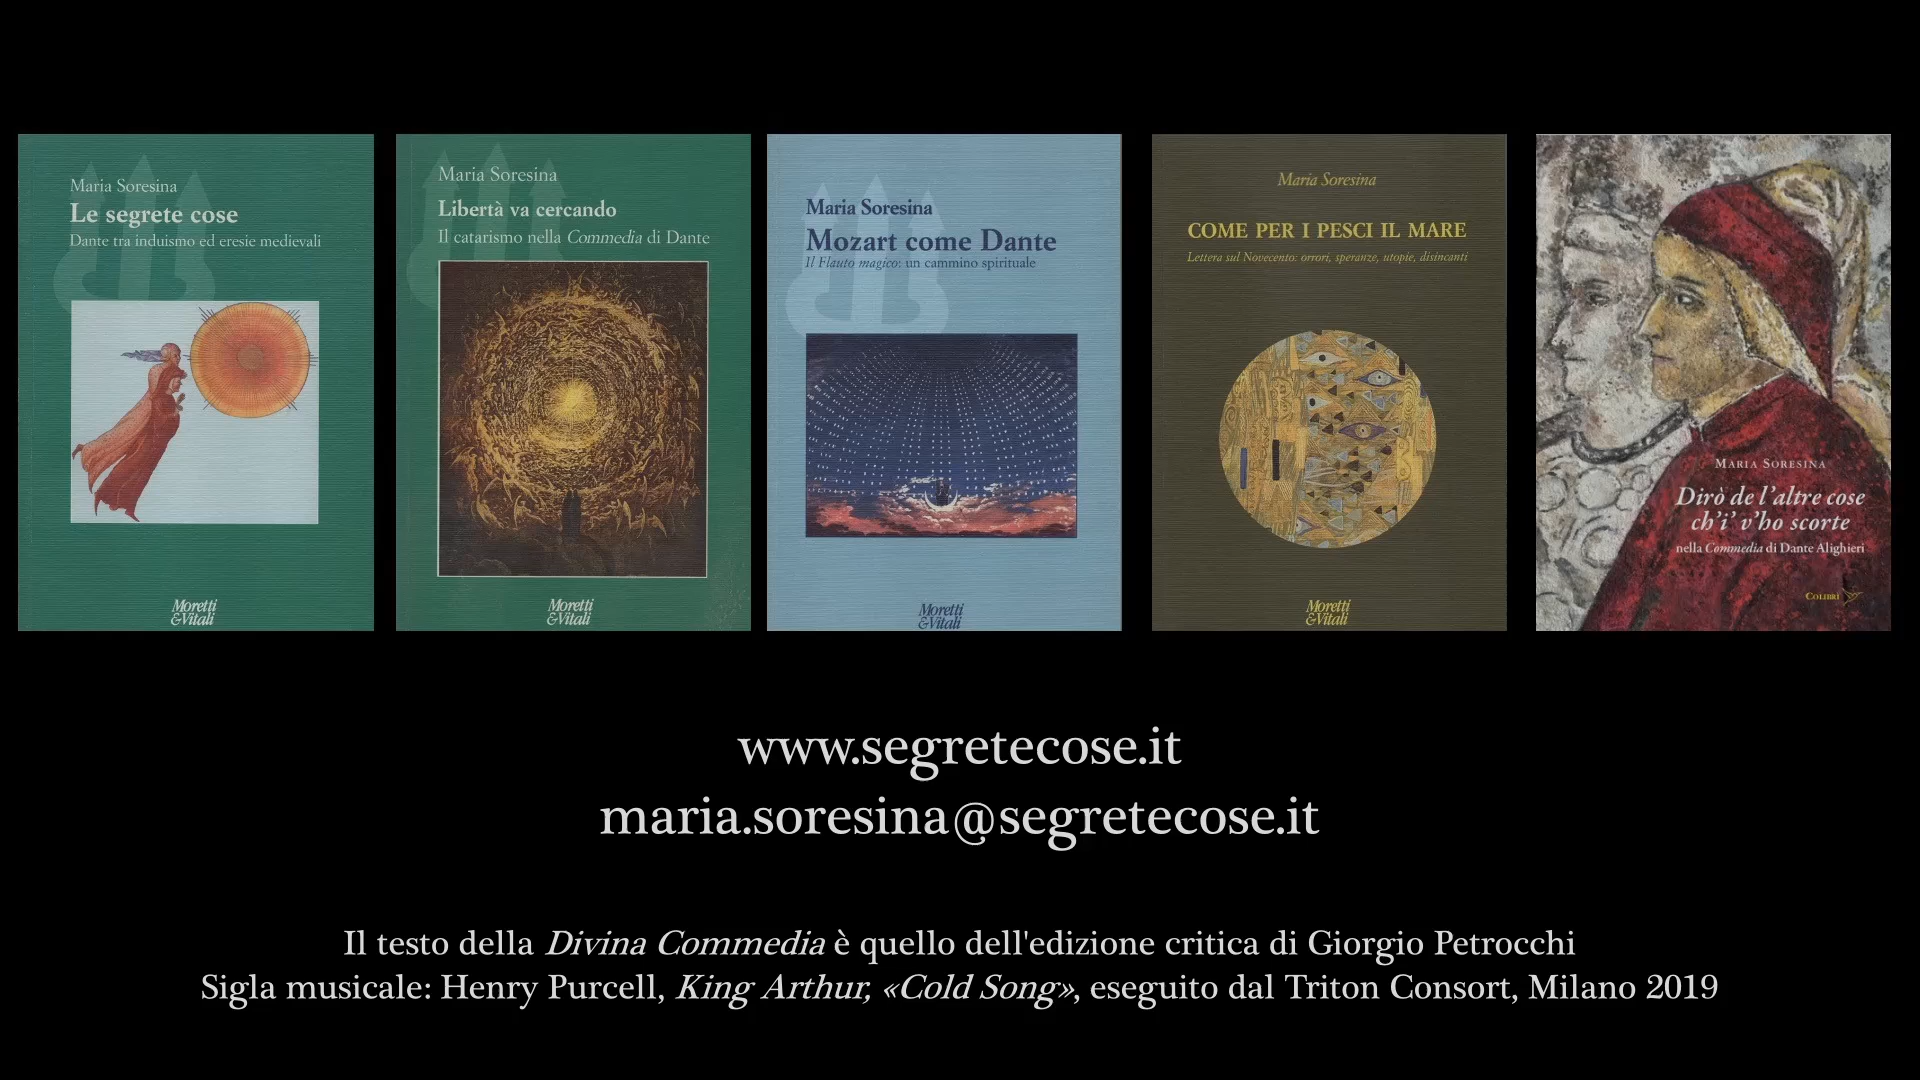 Maria Soresina
Le segrete cose
Dante tra induismo ed eresie medievali
Moretti
&Vitali
Maria Soresina
Libertà va cercando
Il catarismo nella Commedia di Dante
Moretti
&Vitali
Maria Soresina
Mozart come Dante
Il Flauto magico: un cammino spirituale
Moretti
&Vitali
Maria Soresina
COME PER I PESCI IL MARE
Lettera sul Novecento: orrori, speranze, utopie, disincanti
Moretti
&Vitali
MARIA SORESINA
Dirò de l'altre cose
ch'i' v'ho scorte
nella Commedia di Dante Alighieri
COLIBRÌ
www.segretecose.it
maria.soresina@segretecose.it
Il testo della Divina Commedia è quello dell'edizione critica di Giorgio Petrocchi
Sigla musicale: Henry Purcell, King Arthur, «Cold Song», eseguito dal Triton Consort, Milano 2019